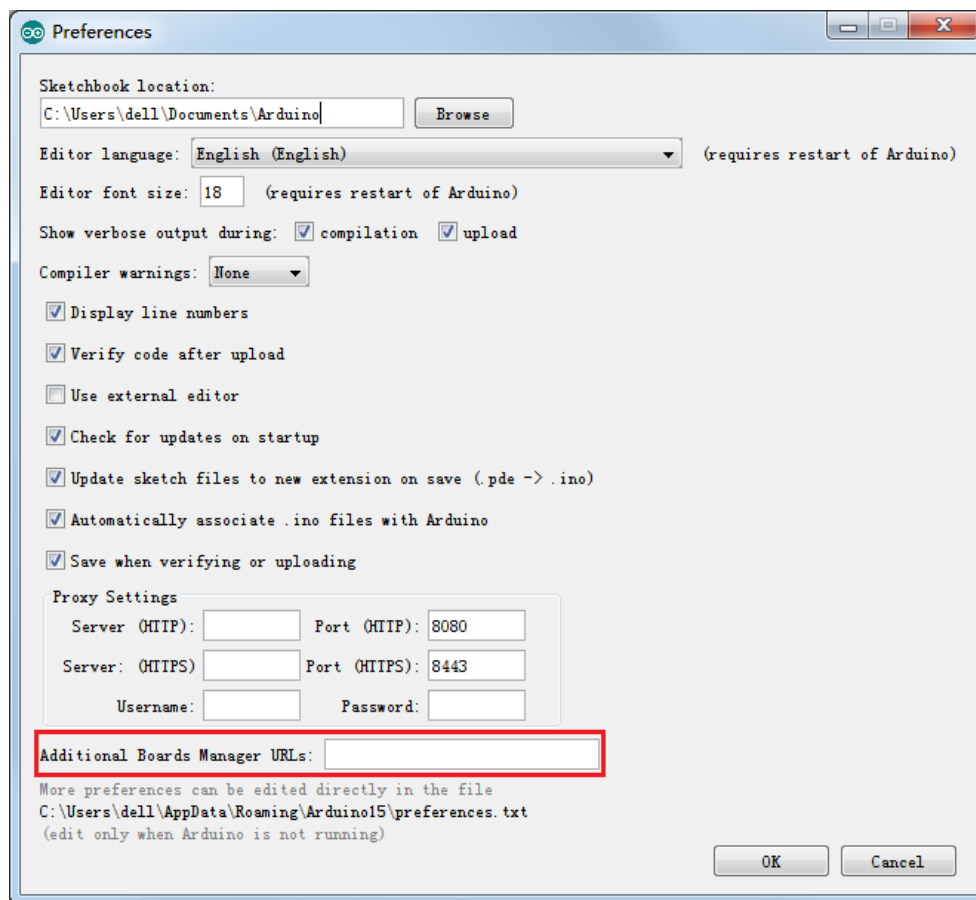 Preferences
Sketchbook location:
C:\Users\dell\Documents\Arduino
Browse
Editor language: English (English) (requires restart of Arduino)
Editor font size: 18 (requires restart of Arduino)
Show verbose output during: compilation upload
Compiler warnings: None
Display line numbers
Verify code after upload
Use external editor
Check for updates on startup
Update sketch files to new extension on save (.pde -> .ino)
Automatically associate .ino files with Arduino
Save when verifying or uploading
Proxy Settings
Server (HTTP): Port (HTTP): 8080
Server: (HTTPS) Port (HTTPS): 8443
Username: Password:
Additional Boards Manager URLs:
More preferences can be edited directly in the file
C:\Users\dell\AppData\Roaming\Arduino15\preferences.txt
(edit only when Arduino is not running)
OK Cancel